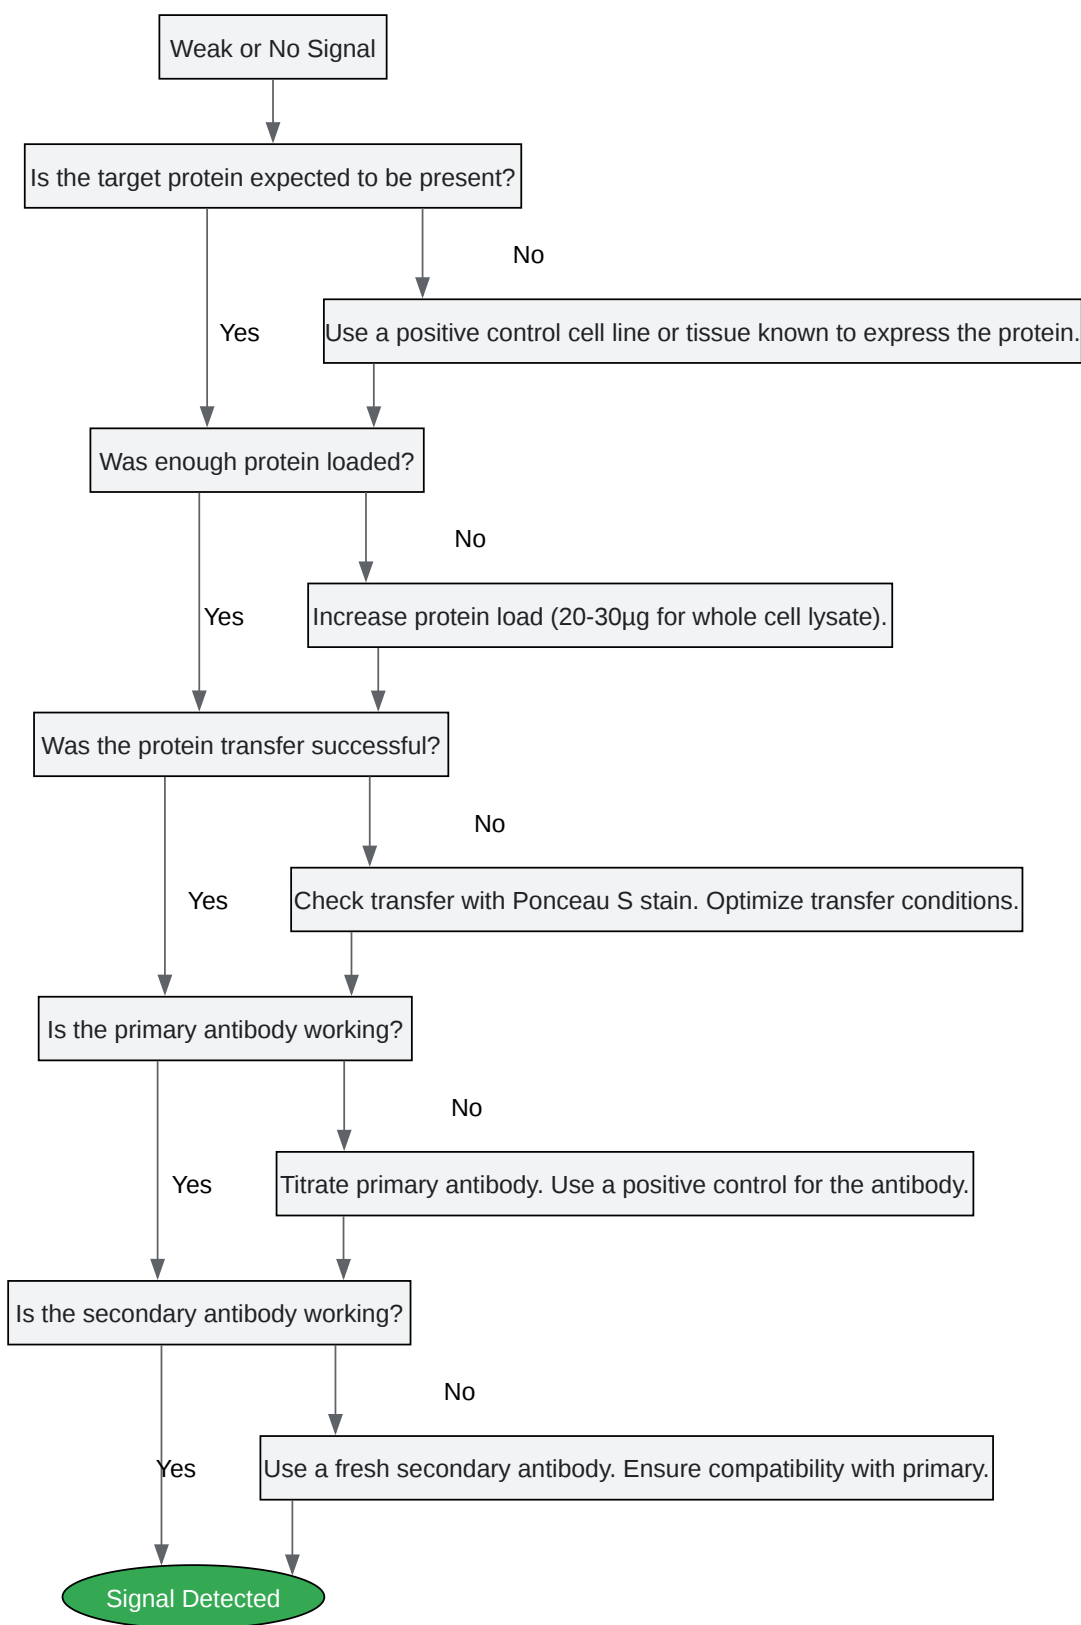 Weak or No Signal
Is the target protein expected to be present?
No
Yes
Use a positive control cell line or tissue known to express the protein.
Was enough protein loaded?
No
Yes
Increase protein load (20-30µg for whole cell lysate).
Was the protein transfer successful?
No
Yes
Check transfer with Ponceau S stain. Optimize transfer conditions.
Is the primary antibody working?
No
Yes
Titrate primary antibody. Use a positive control for the antibody.
Is the secondary antibody working?
No
Yes
Use a fresh secondary antibody. Ensure compatibility with primary.
Signal Detected